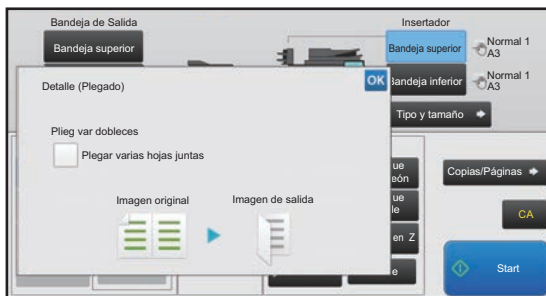 Bandeja de Salida
Insertador
Bandeja superior
Bandeja superior
Normal 1
A3
Bandeja inferior
Normal 1
A3
Tipo y tamaño
Detalle (Plegado)
OK
Plieg var dobleces
Plegar varias hojas juntas
Imagen original
Imagen de salida
Copias/Páginas
CA
en Z
Start